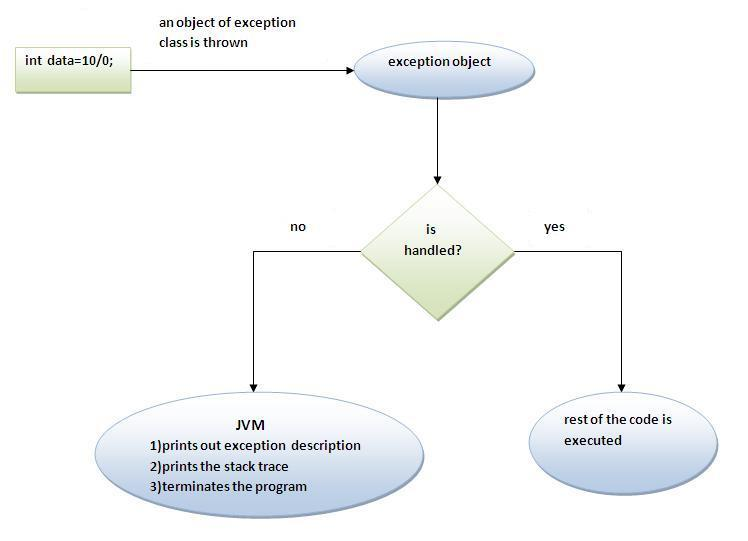 an object of exception
class is thrown
int data=10/0;
exception object
is
handled?
no
yes
JVM
1)prints out exception description
2)prints the stack trace
3)terminates the program
rest of the code is
executed